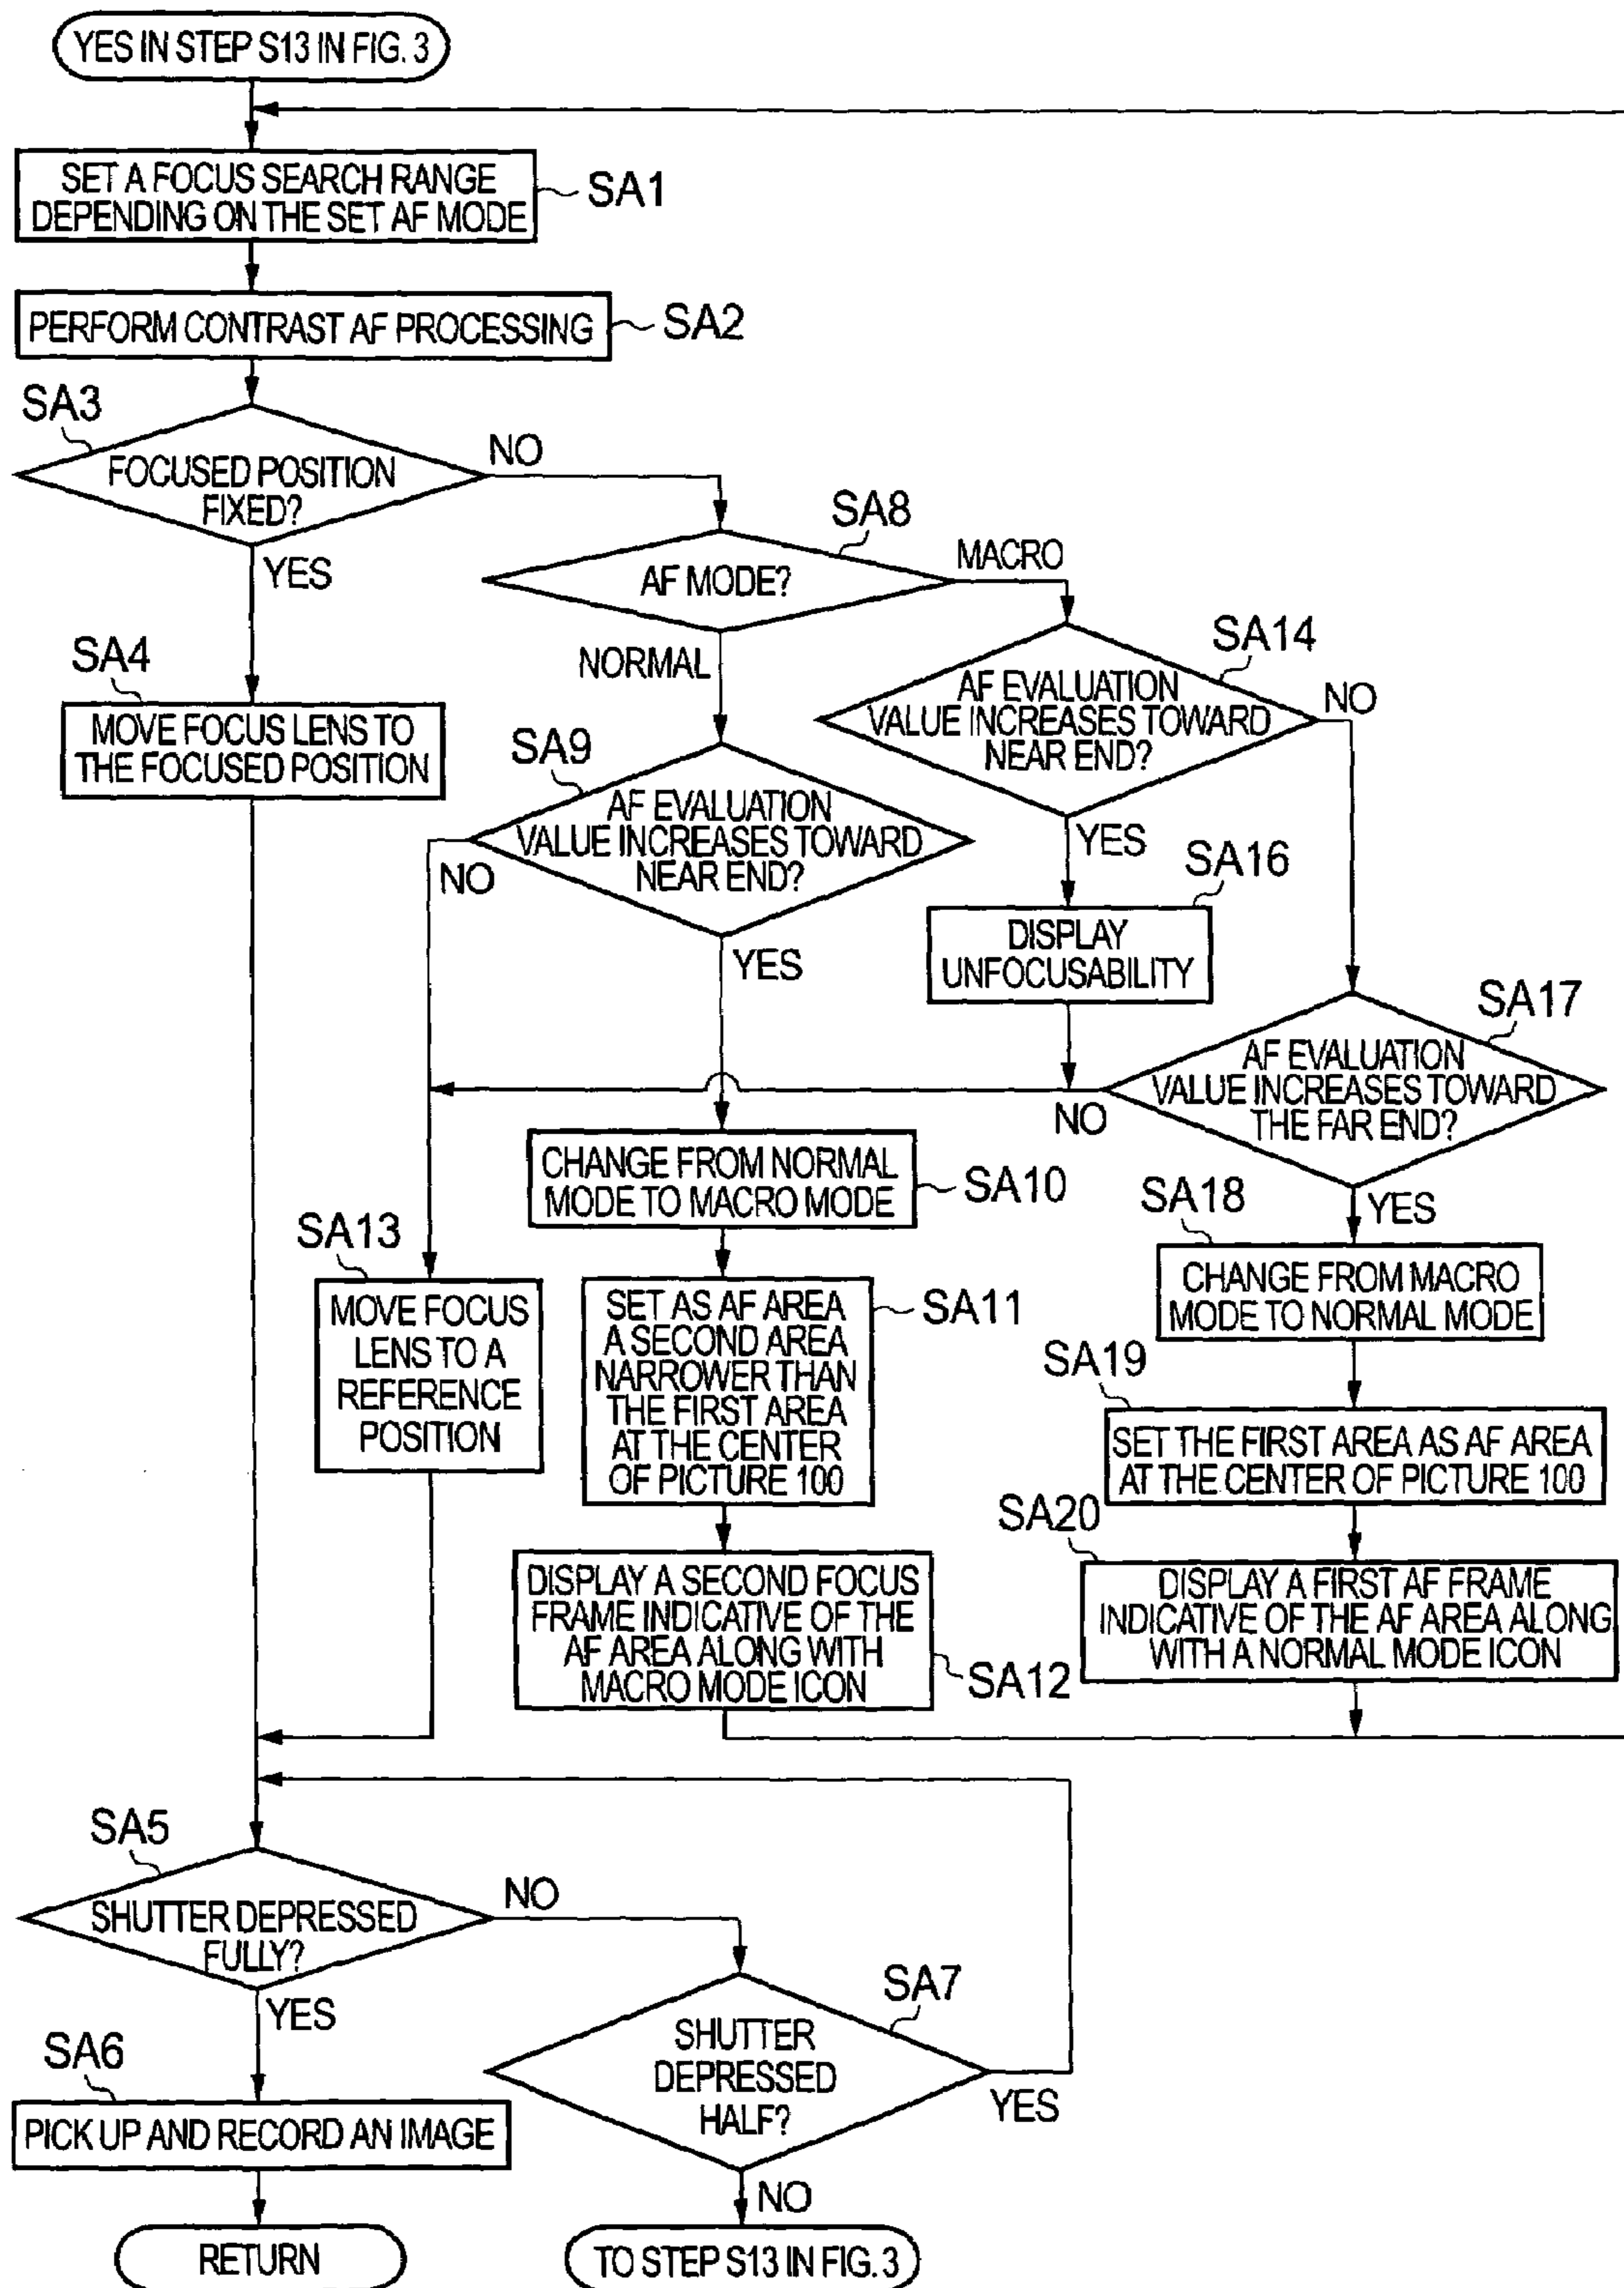 YES IN STEP S13 IN FIG. 3
SET A FOCUS SEARCH RANGE
DEPENDING ON THE SET AF MODE
SA1
PERFORM CONTRAST AF PROCESSING
SA2
SA3
FOCUSED POSITION
FIXED?
NO
YES
SA8
AF MODE?
MACRO
NORMAL
SA4
MOVE FOCUS LENS TO
THE FOCUSED POSITION
SA14
AF EVALUATION
VALUE INCREASES TOWARD
NEAR END?
NO
YES
SA9
AF EVALUATION
VALUE INCREASES TOWARD
NEAR END?
NO
YES
SA16
DISPLAY
UNFOCUSABILITY
SA17
AF EVALUATION
VALUE INCREASES TOWARD
THE FAR END?
NO
YES
CHANGE FROM NORMAL
MODE TO MACRO MODE
SA10
SA18
CHANGE FROM MACRO
MODE TO NORMAL MODE
SA13
MOVE FOCUS
LENS TO A
REFERENCE
POSITION
SET AS AF AREA
A SECOND AREA
NARROWER THAN
THE FIRST AREA
AT THE CENTER
OF PICTURE 100
SA11
SA19
SET THE FIRST AREA AS AF AREA
AT THE CENTER OF PICTURE 100
DISPLAY A SECOND FOCUS
FRAME INDICATIVE OF THE
AF AREA ALONG WITH
MACRO MODE ICON
SA12
SA20
DISPLAY A FIRST AF FRAME
INDICATIVE OF THE AF AREA ALONG
WITH A NORMAL MODE ICON
SA5
SHUTTER DEPRESSED
FULLY?
NO
YES
SA7
SHUTTER
DEPRESSED
HALF?
YES
NO
SA6
PICK UP AND RECORD AN IMAGE
RETURN
TO STEP S13 IN FIG. 3